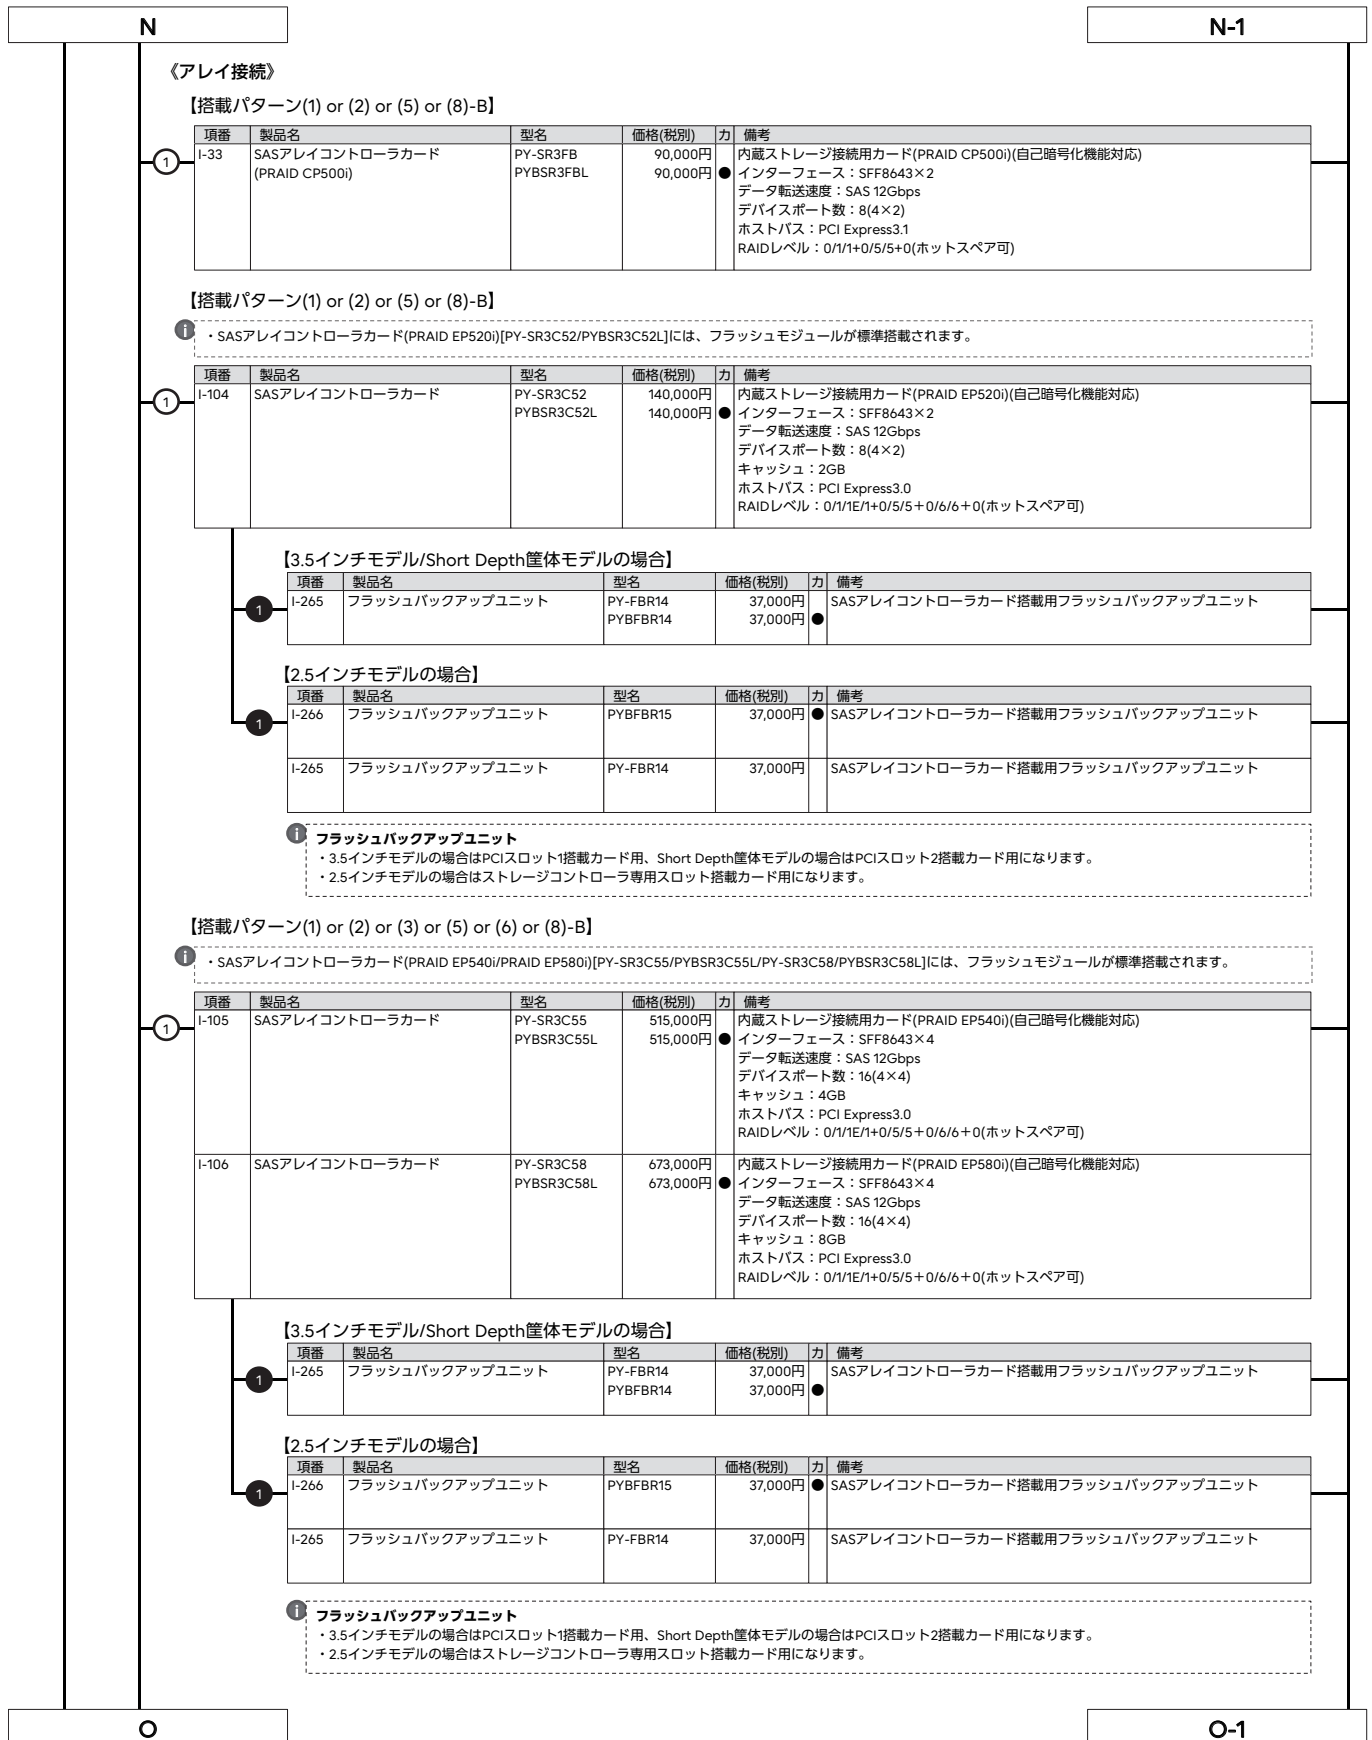 N
N-1
《アレイ接続》
【搭載パターン(1) or (2) or (5) or (8)-B】
項番 製品名 型名 価格(税別) カ 備考
1 I-33 SASアレイコントローラカード PY-SR3FB 90,000円 内蔵ストレージ接続用カード(PRAID CP500i)(自己暗号化機能対応)
(PRAID CP500i) PYBSR3FBL 90,000円 ● インターフェース：SFF8643×2
データ転送速度：SAS 12Gbps
デバイスポート数：8(4×2)
ホストバス：PCI Express3.1
RAIDレベル：0/1/1+0/5/5+0(ホットスペア可)
【搭載パターン(1) or (2) or (5) or (8)-B】
i ・SASアレイコントローラカード(PRAID EP520i)[PY-SR3C52/PYBSR3C52L]には、フラッシュモジュールが標準搭載されます。
項番 製品名 型名 価格(税別) カ 備考
1 I-104 SASアレイコントローラカード PY-SR3C52 140,000円 内蔵ストレージ接続用カード(PRAID EP520i)(自己暗号化機能対応)
PYBSR3C52L 140,000円 ● インターフェース：SFF8643×2
データ転送速度：SAS 12Gbps
デバイスポート数：8(4×2)
キャッシュ：2GB
ホストバス：PCI Express3.0
RAIDレベル：0/1/1E/1+0/5/5＋0/6/6＋0(ホットスペア可)
【3.5インチモデル/Short Depth筐体モデルの場合】
項番 製品名 型名 価格(税別) カ 備考
1 I-265 フラッシュバックアップユニット PY-FBR14 37,000円 SASアレイコントローラカード搭載用フラッシュバックアップユニット
PYBFBR14 37,000円 ●
【2.5インチモデルの場合】
項番 製品名 型名 価格(税別) カ 備考
1 I-266 フラッシュバックアップユニット PYBFBR15 37,000円 ● SASアレイコントローラカード搭載用フラッシュバックアップユニット
I-265 フラッシュバックアップユニット PY-FBR14 37,000円 SASアレイコントローラカード搭載用フラッシュバックアップユニット
i フラッシュバックアップユニット
・3.5インチモデルの場合はPCIスロット1搭載カード用、Short Depth筐体モデルの場合はPCIスロット2搭載カード用になります。
・2.5インチモデルの場合はストレージコントローラ専用スロット搭載カード用になります。
【搭載パターン(1) or (2) or (3) or (5) or (6) or (8)-B】
i ・SASアレイコントローラカード(PRAID EP540i/PRAID EP580i)[PY-SR3C55/PYBSR3C55L/PY-SR3C58/PYBSR3C58L]には、フラッシュモジュールが標準搭載されます。
項番 製品名 型名 価格(税別) カ 備考
1 I-105 SASアレイコントローラカード PY-SR3C55 515,000円 内蔵ストレージ接続用カード(PRAID EP540i)(自己暗号化機能対応)
PYBSR3C55L 515,000円 ● インターフェース：SFF8643×4
データ転送速度：SAS 12Gbps
デバイスポート数：16(4×4)
キャッシュ：4GB
ホストバス：PCI Express3.0
RAIDレベル：0/1/1E/1+0/5/5＋0/6/6＋0(ホットスペア可)
I-106 SASアレイコントローラカード PY-SR3C58 673,000円 内蔵ストレージ接続用カード(PRAID EP580i)(自己暗号化機能対応)
PYBSR3C58L 673,000円 ● インターフェース：SFF8643×4
データ転送速度：SAS 12Gbps
デバイスポート数：16(4×4)
キャッシュ：8GB
ホストバス：PCI Express3.0
RAIDレベル：0/1/1E/1+0/5/5＋0/6/6＋0(ホットスペア可)
【3.5インチモデル/Short Depth筐体モデルの場合】
項番 製品名 型名 価格(税別) カ 備考
1 I-265 フラッシュバックアップユニット PY-FBR14 37,000円 SASアレイコントローラカード搭載用フラッシュバックアップユニット
PYBFBR14 37,000円 ●
【2.5インチモデルの場合】
項番 製品名 型名 価格(税別) カ 備考
1 I-266 フラッシュバックアップユニット PYBFBR15 37,000円 ● SASアレイコントローラカード搭載用フラッシュバックアップユニット
I-265 フラッシュバックアップユニット PY-FBR14 37,000円 SASアレイコントローラカード搭載用フラッシュバックアップユニット
i フラッシュバックアップユニット
・3.5インチモデルの場合はPCIスロット1搭載カード用、Short Depth筐体モデルの場合はPCIスロット2搭載カード用になります。
・2.5インチモデルの場合はストレージコントローラ専用スロット搭載カード用になります。
O
O-1